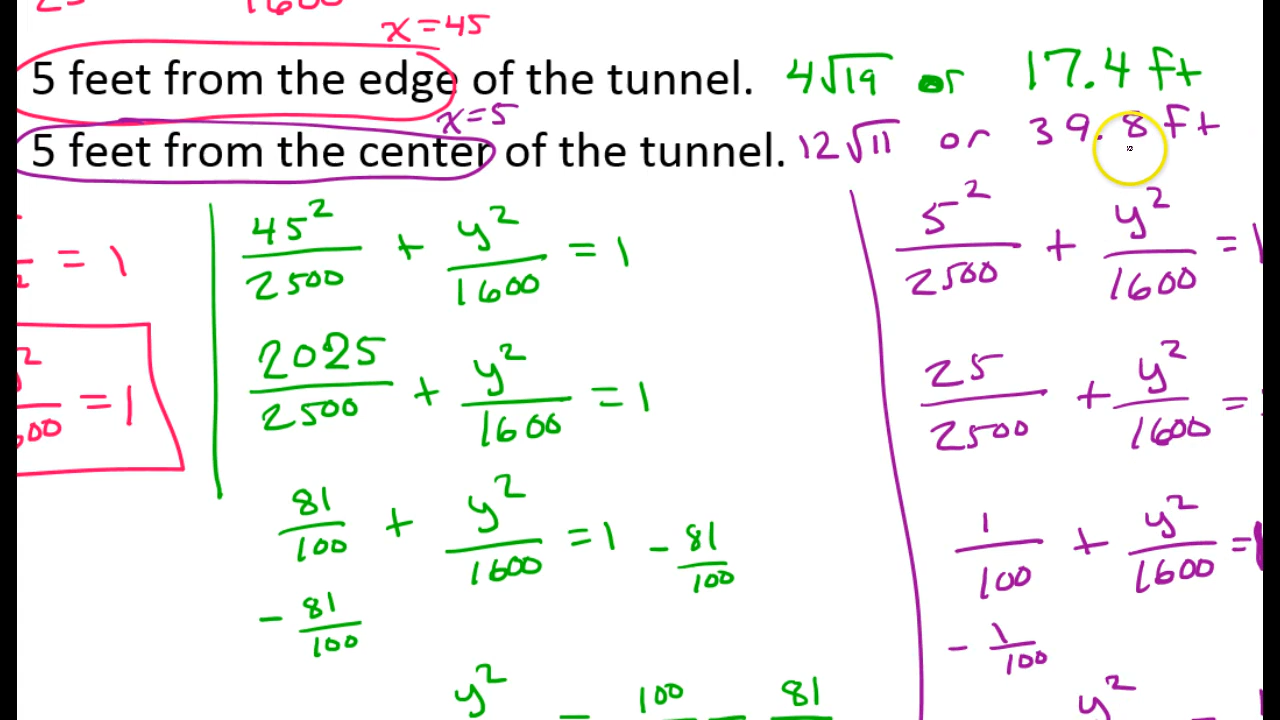 x = 45
5 feet from the edge of the tunnel. 4√19 or 17.4 ft
x = 5
5 feet from the center of the tunnel. 12√11 or 39.8 ft
= 1
45²/2500 + y²/1600 = 1
5²/2500 + y²/1600 = 1
2025/2500 + y²/1600 = 1
= 1
25/2500 + y²/1600 =
81/100 + y²/1600 = 1 - 81/100
- 81/100
1/100 + y²/1600 =
- 1/100
y² = 100 - 81
y²